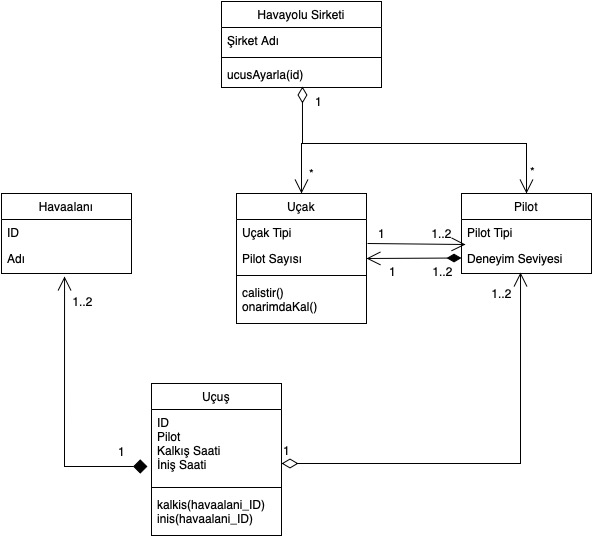 Havayolu Sirketi
Şirket Adı
ucusAyarla(id)
1
*
*
Havaalanı
ID
Adı
Uçak
Uçak Tipi
Pilot Sayısı
calistir()
onarimdaKal()
1
1..2
1
1..2
Pilot
Pilot Tipi
Deneyim Seviyesi
1..2
1..2
Uçuş
ID
Pilot
Kalkış Saati
İniş Saati
kalkis(havaalani_ID)
inis(havaalani_ID)
1
1